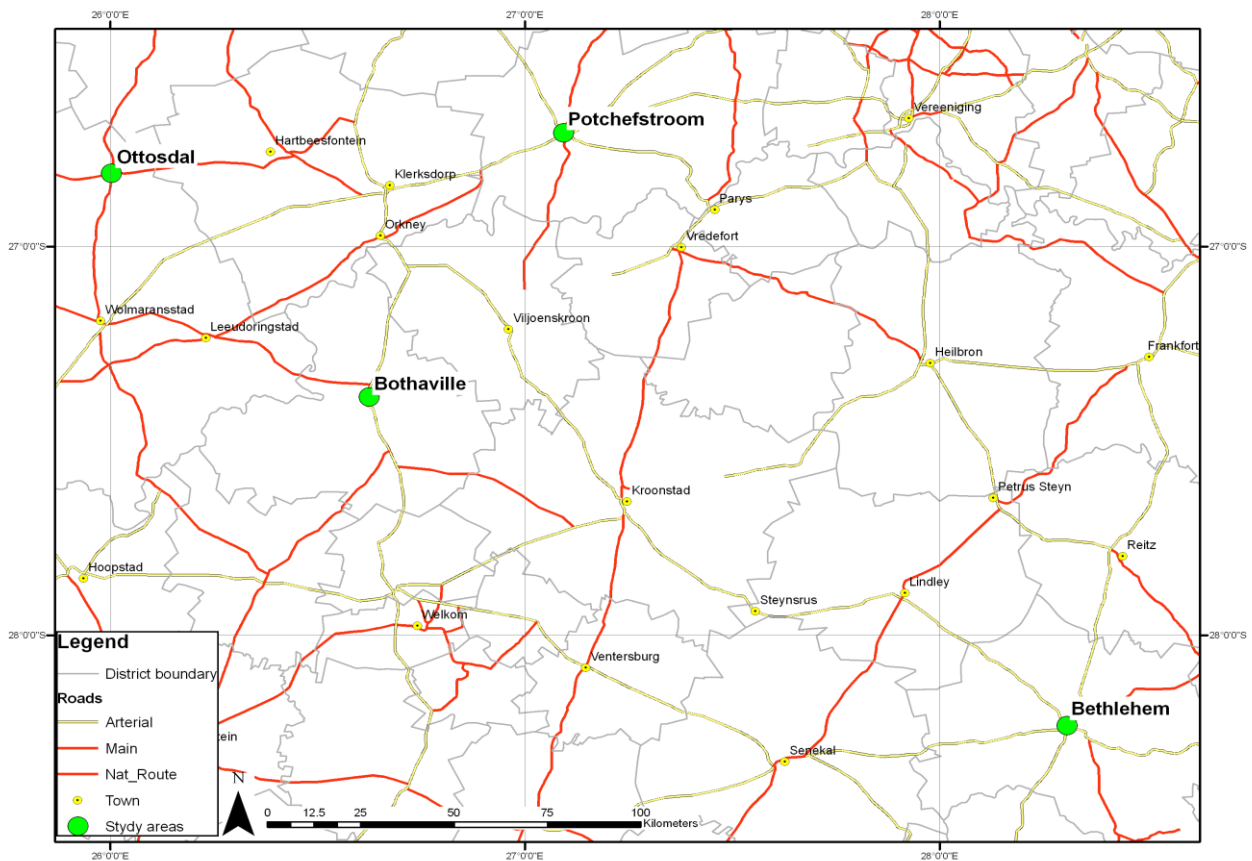 26°0'0"E 27°0'0"E 28°0'0"E
Potchefstroom
Vereeniging
Hartbeesfontein
Ottosdal
Klerksdorp
Parys
Orkney
Vredefort
27°0'0"S 27°0'0"S
Wolmaransstad
Viljoenskroon
Leeudoringstad
Heilbron
Frankfort
Bothaville
Kroonstad
Petrus Steyn
Reitz
Hoopstad
Lindley
Steynsrus
Welkom
28°0'0"S 28°0'0"S
Ventersburg
Bethlehem
Senekal
Legend
District boundary
Roads
Arterial
Main
tein
Nat_Route
Town
Stydy areas
N
0 12.5 25 50 75 100
Kilometers
26°0'0"E 27°0'0"E 28°0'0"E